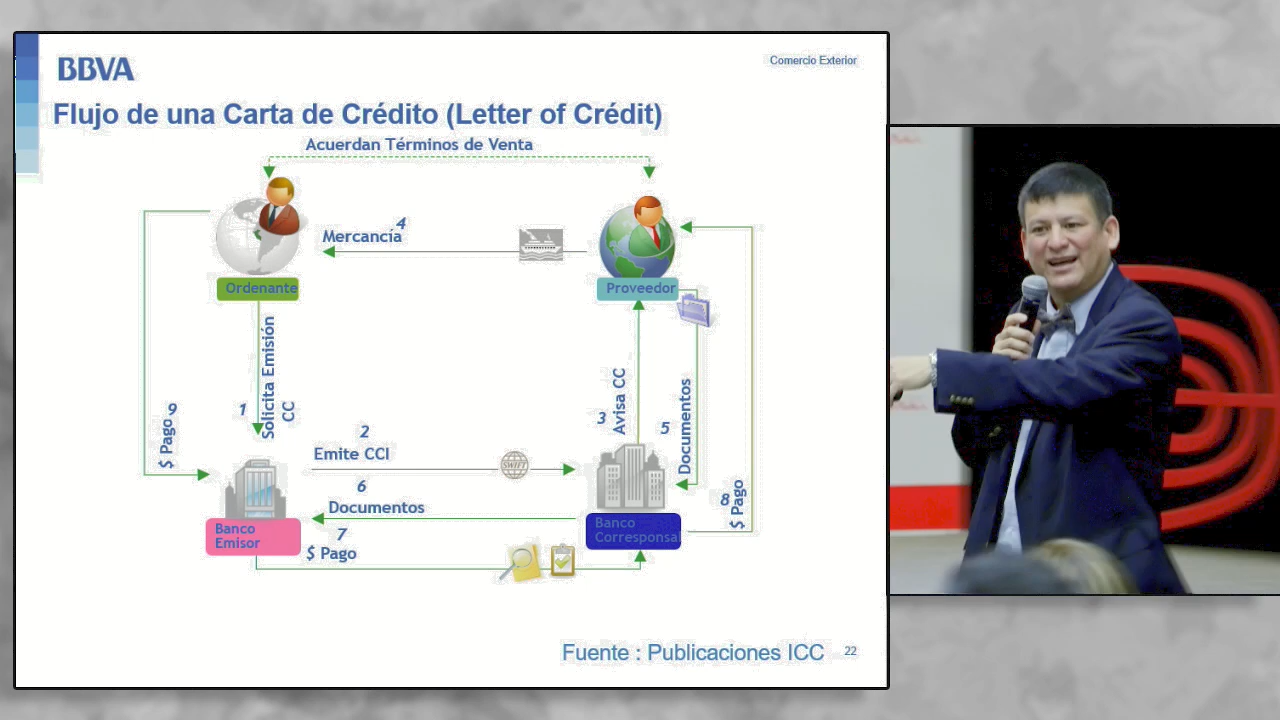 BBVA
Comercio Exterior
Flujo de una Carta de Crédito (Letter of Crédit)
Acuerdan Términos de Venta
4
Mercancía
Ordenante
Proveedor
1
Solicita Emisión
CC
3
Avisa CC
5
Documentos
9
$ Pago
2
Emite CCI
SWIFT
6
Documentos
8
$ Pago
Banco
Emisor
Banco
Corresponsal
7
$ Pago
Fuente : Publicaciones ICC
22